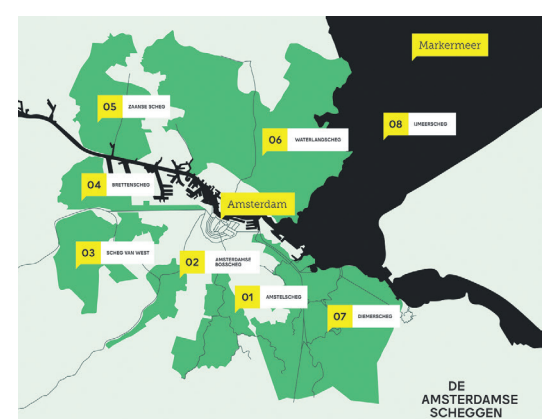 Markermeer
05 ZAANSE SCHEG
08 IJMEERSCHEG
06 WATERLANDSCHEG
04 BRETTENSCHEG
Amsterdam
03 SCHEG VAN WEST
02 AMSTERDAMSE
BOSSCHEG
01 AMSTELSCHEG
07 DIEMERSCHEG
DE
AMSTERDAMSE
SCHEGGEN